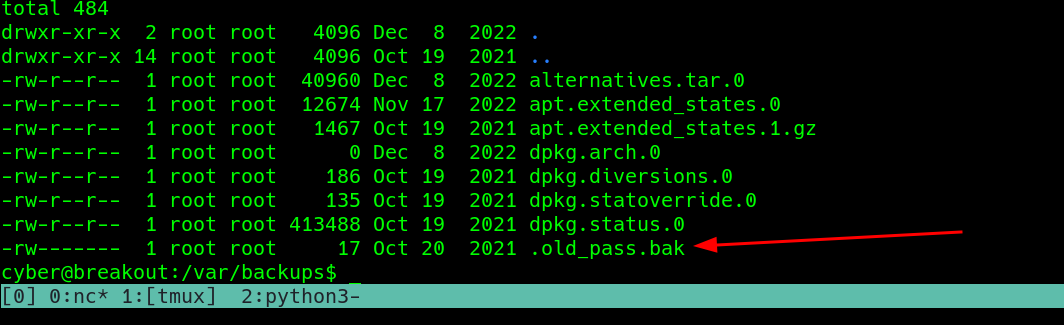 total 484
drwxr-xr-x  2 root root   4096 Dec  8  2022 .
drwxr-xr-x 14 root root   4096 Oct 19  2021 ..
-rw-r--r--  1 root root  40960 Dec  8  2022 alternatives.tar.0
-rw-r--r--  1 root root  12674 Nov 17  2022 apt.extended_states.0
-rw-r--r--  1 root root   1467 Oct 19  2021 apt.extended_states.1.gz
-rw-r--r--  1 root root      0 Dec  8  2022 dpkg.arch.0
-rw-r--r--  1 root root    186 Oct 19  2021 dpkg.diversions.0
-rw-r--r--  1 root root    135 Oct 19  2021 dpkg.statoverride.0
-rw-r--r--  1 root root 413488 Oct 19  2021 dpkg.status.0
-rw-------  1 root root     17 Oct 20  2021 .old_pass.bak
cyber@breakout:/var/backups$
[0] 0:nc* 1:[tmux]  2:python3-